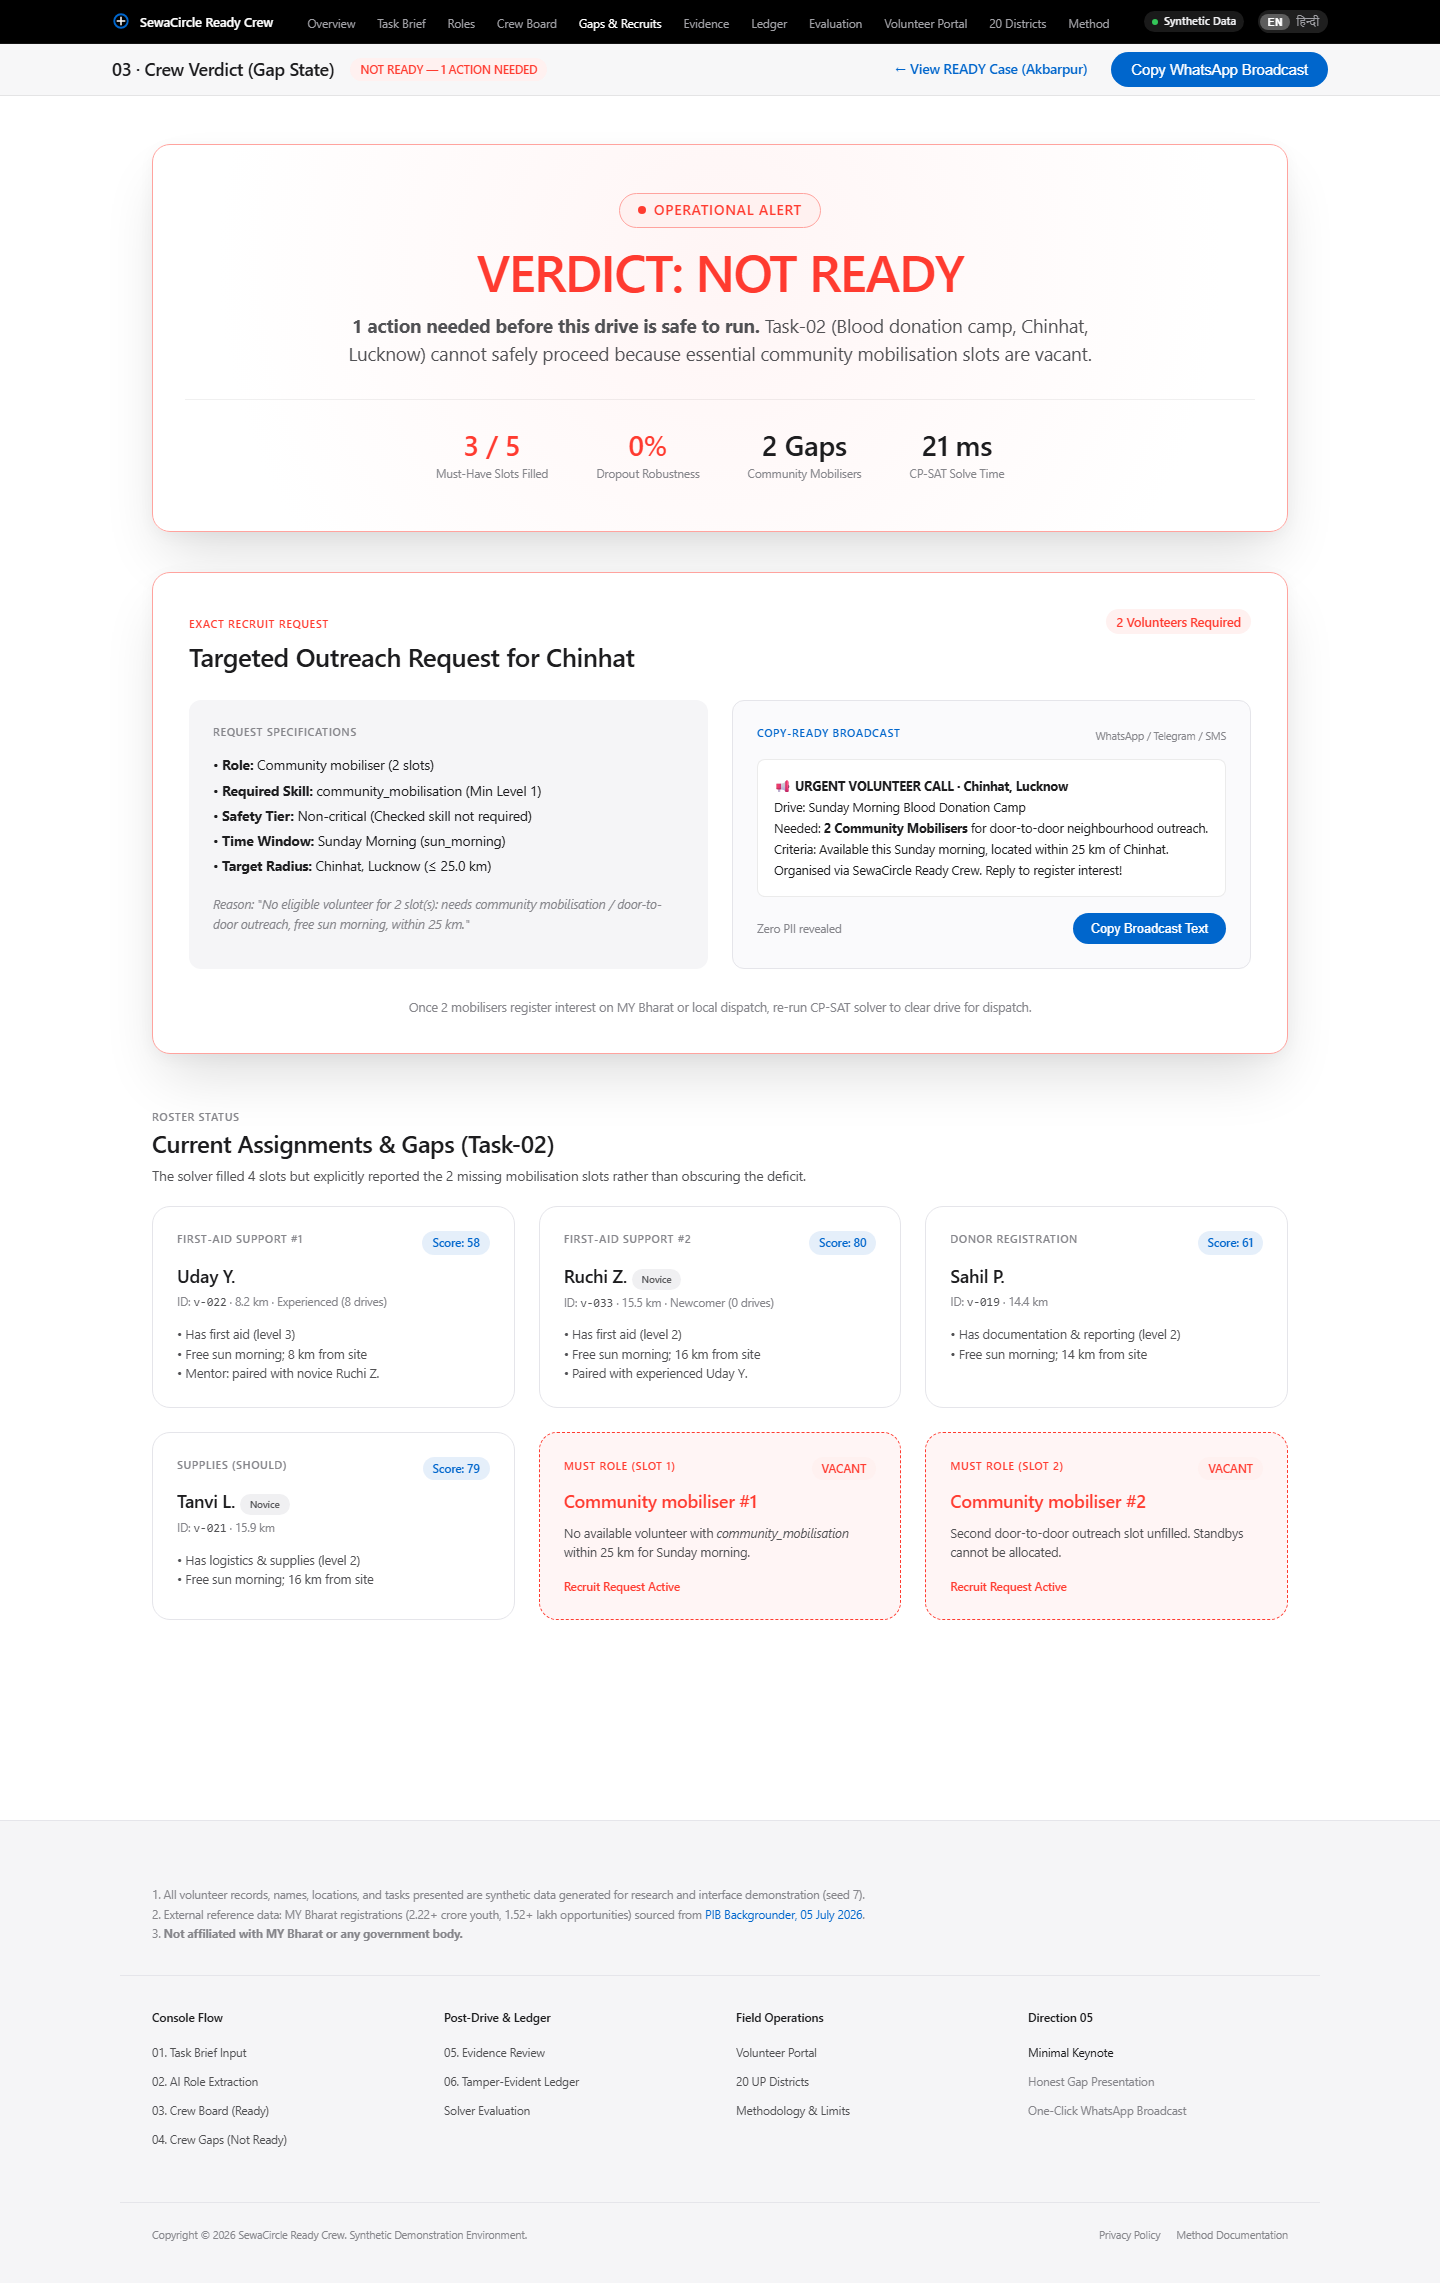 SewaCircle Ready Crew
Overview
Task Brief
Roles
Crew Board
Gaps & Recruits
Evidence
Ledger
Evaluation
Volunteer Portal
20 Districts
Method
Synthetic Data
EN
हिन्दी
03 · Crew Verdict (Gap State)
NOT READY — 1 ACTION NEEDED
← View READY Case (Akbarpur)
Copy WhatsApp Broadcast
OPERATIONAL ALERT
VERDICT: NOT READY
1 action needed before this drive is safe to run. Task-02 (Blood donation camp, Chinhat,
Lucknow) cannot safely proceed because essential community mobilisation slots are vacant.
3 / 5
Must-Have Slots Filled
0%
Dropout Robustness
2 Gaps
Community Mobilisers
21 ms
CP-SAT Solve Time
EXACT RECRUIT REQUEST
2 Volunteers Required
Targeted Outreach Request for Chinhat
REQUEST SPECIFICATIONS
• Role: Community mobiliser (2 slots)
• Required Skill: community_mobilisation (Min Level 1)
• Safety Tier: Non-critical (Checked skill not required)
• Time Window: Sunday Morning (sun_morning)
• Target Radius: Chinhat, Lucknow (≤ 25.0 km)
Reason: "No eligible volunteer for 2 slot(s): needs community mobilisation / door-to-
door outreach, free sun morning, within 25 km."
COPY-READY BROADCAST
WhatsApp / Telegram / SMS
📢 URGENT VOLUNTEER CALL · Chinhat, Lucknow
Drive: Sunday Morning Blood Donation Camp
Needed: 2 Community Mobilisers for door-to-door neighbourhood outreach.
Criteria: Available this Sunday morning, located within 25 km of Chinhat.
Organised via SewaCircle Ready Crew. Reply to register interest!
Zero PII revealed
Copy Broadcast Text
Once 2 mobilisers register interest on MY Bharat or local dispatch, re-run CP-SAT solver to clear drive for dispatch.
ROSTER STATUS
Current Assignments & Gaps (Task-02)
The solver filled 4 slots but explicitly reported the 2 missing mobilisation slots rather than obscuring the deficit.
FIRST-AID SUPPORT #1
Score: 58
Uday Y.
ID: v-022 · 8.2 km · Experienced (8 drives)
• Has first aid (level 3)
• Free sun morning; 8 km from site
• Mentor: paired with novice Ruchi Z.
FIRST-AID SUPPORT #2
Score: 80
Ruchi Z. Novice
ID: v-033 · 15.5 km · Newcomer (0 drives)
• Has first aid (level 2)
• Free sun morning; 16 km from site
• Paired with experienced Uday Y.
DONOR REGISTRATION
Score: 61
Sahil P.
ID: v-019 · 14.4 km
• Has documentation & reporting (level 2)
• Free sun morning; 14 km from site
SUPPLIES (SHOULD)
Score: 79
Tanvi L. Novice
ID: v-021 · 15.9 km
• Has logistics & supplies (level 2)
• Free sun morning; 16 km from site
MUST ROLE (SLOT 1)
VACANT
Community mobiliser #1
No available volunteer with community_mobilisation
within 25 km for Sunday morning.
Recruit Request Active
MUST ROLE (SLOT 2)
VACANT
Community mobiliser #2
Second door-to-door outreach slot unfilled. Standbys
cannot be allocated.
Recruit Request Active
1. All volunteer records, names, locations, and tasks presented are synthetic data generated for research and interface demonstration (seed 7).
2. External reference data: MY Bharat registrations (2.22+ crore youth, 1.52+ lakh opportunities) sourced from PIB Backgrounder, 05 July 2026.
3. Not affiliated with MY Bharat or any government body.
Console Flow
01. Task Brief Input
02. AI Role Extraction
03. Crew Board (Ready)
04. Crew Gaps (Not Ready)
Post-Drive & Ledger
05. Evidence Review
06. Tamper-Evident Ledger
Solver Evaluation
Field Operations
Volunteer Portal
20 UP Districts
Methodology & Limits
Direction 05
Minimal Keynote
Honest Gap Presentation
One-Click WhatsApp Broadcast
Copyright © 2026 SewaCircle Ready Crew. Synthetic Demonstration Environment.
Privacy Policy
Method Documentation